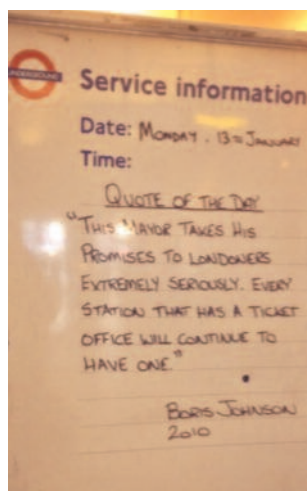 UNDERGROUND
Service information
Date: MONDAY . 13TH JANUARY
Time:
QUOTE OF THE DAY
"THIS MAYOR TAKES HIS
PROMISES TO LONDONERS
EXTREMELY SERIOUSLY. EVERY
STATION THAT HAS A TICKET
OFFICE WILL CONTINUE TO
HAVE ONE"
BORIS JOHNSON
2010